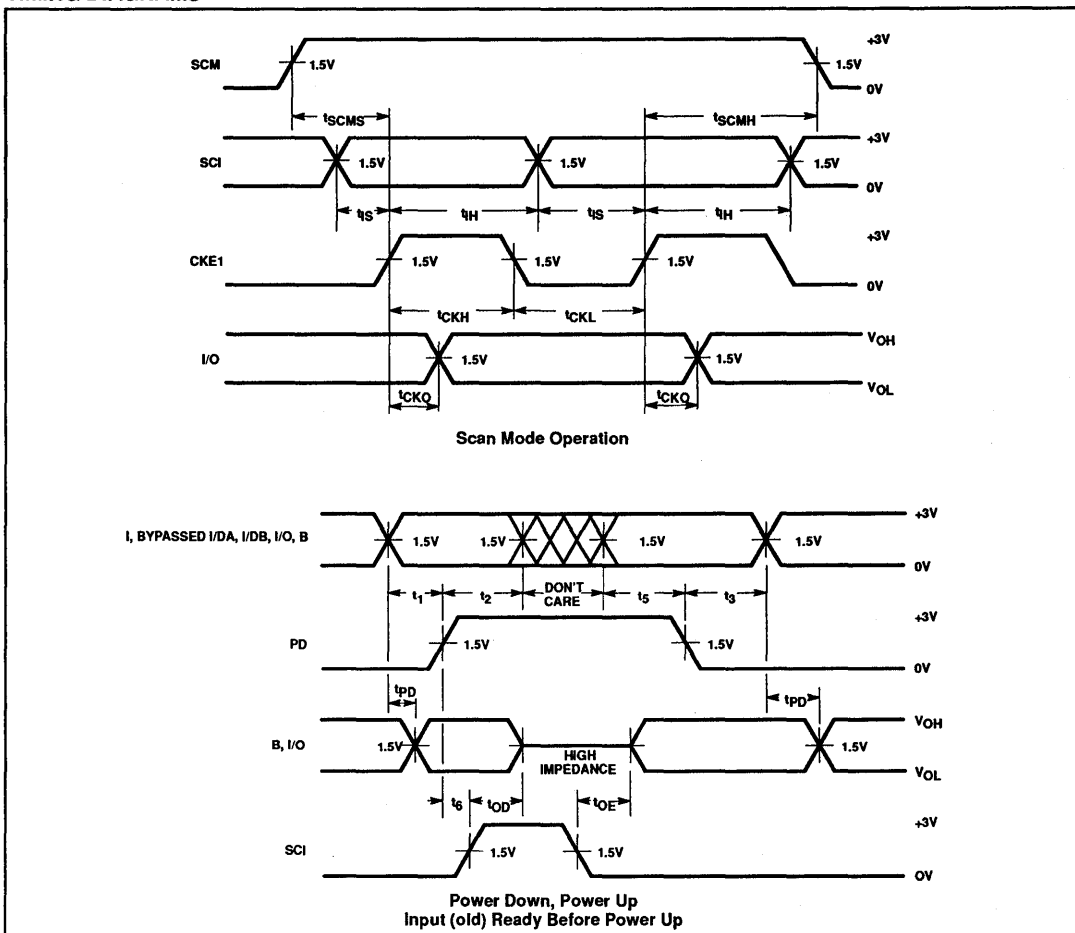 +3V
SCM 1.5V 1.5V
0V
tSCMS tSCMH
+3V
SCI 1.5V 1.5V 1.5V
0V
tIS tIH tIS tIH
+3V
CKE1 1.5V 1.5V 1.5V
0V
tCKH tCKL
VOH
I/O 1.5V 1.5V
VOL
tCKO tCKO
Scan Mode Operation
+3V
I, BYPASSED I/DA, I/DB, I/O, B 1.5V 1.5V 1.5V 1.5V
0V
t1 t2 DON'T CARE t5 t3
+3V
PD 1.5V 1.5V
0V
tPD tPD
VOH
B, I/O 1.5V HIGH IMPEDANCE 1.5V
VOL
t6 tOD tOE
+3V
SCI 1.5V 1.5V
0V
Power Down, Power Up
Input (old) Ready Before Power Up